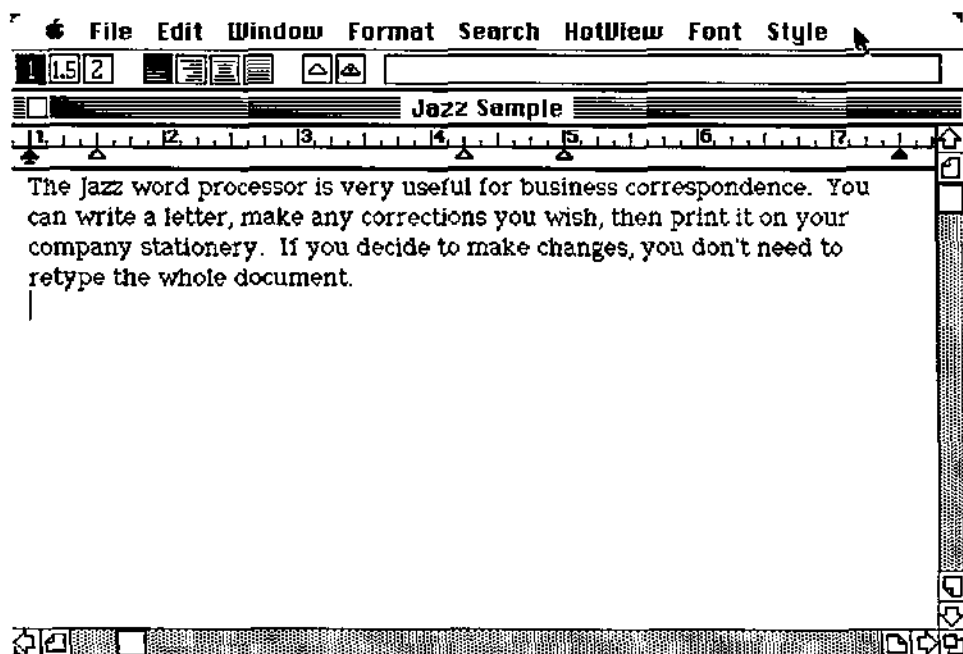 File Edit Window Format Search HotView Font Style
1 1.5 2
Jazz Sample
1 2 3 4 5 6 7
The Jazz word processor is very useful for business correspondence.  You
can write a letter, make any corrections you wish, then print it on your
company stationery.  If you decide to make changes, you don't need to
retype the whole document.